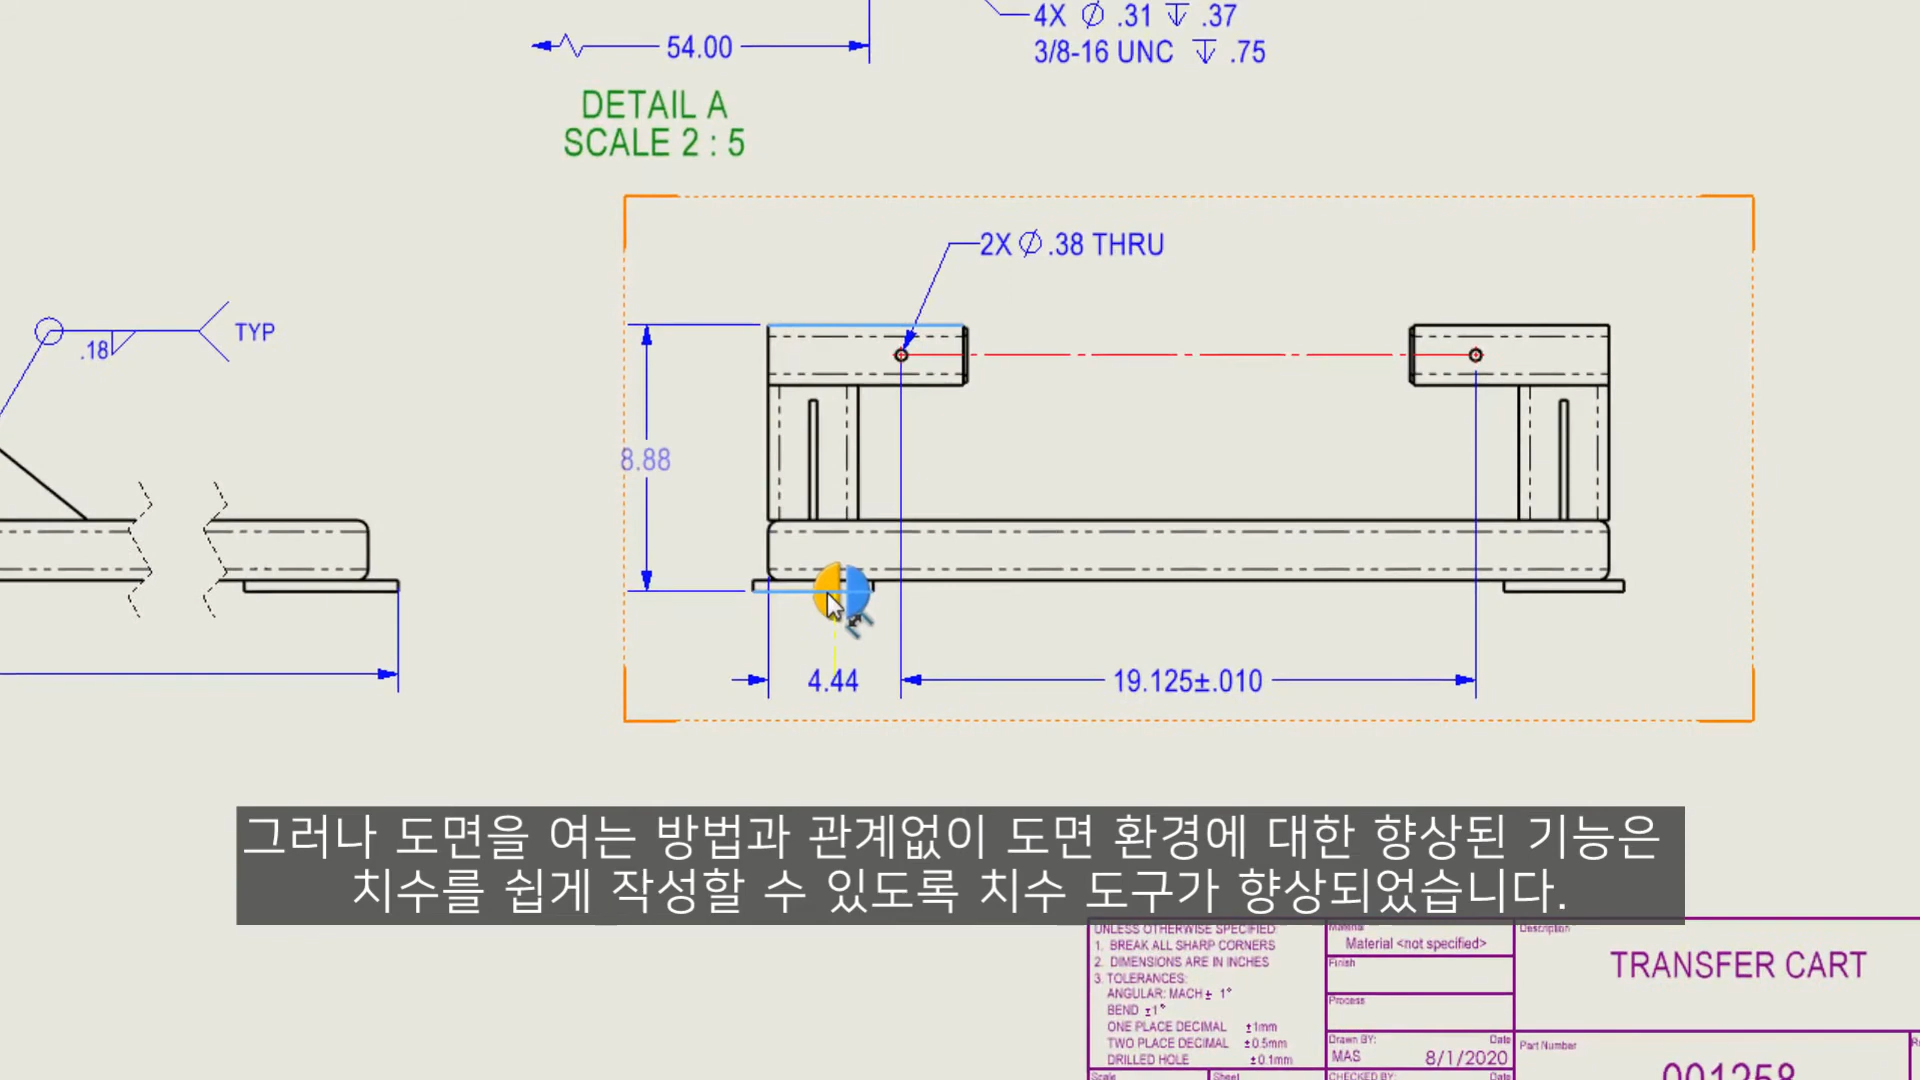 4X ∅ .31 ↧ .37
54.00
3/8-16 UNC ↧ .75
DETAIL A
SCALE 2 : 5
2X ∅ .38 THRU
TYP
.18
8.88
4.44
19.125±.010
그러나 도면을 여는 방법과 관계없이 도면 환경에 대한 향상된 기능은
치수를 쉽게 작성할 수 있도록 치수 도구가 향상되었습니다.
UNLESS OTHERWISE SPECIFIED:
1. BREAK ALL SHARP CORNERS
2. DIMENSIONS ARE IN INCHES
3. TOLERANCES:
ANGULAR: MACH ± 1°
BEND ±1°
ONE PLACE DECIMAL ±1mm
TWO PLACE DECIMAL ±0.5mm
DRILLED HOLE ±0.1mm
Scale
Sheet
Material
Material <not specified>
Finish
Process
Drawn BY:
Date
MAS
8/1/2020
CHECKED BY:
Date
Description
TRANSFER CART
Part Number
001258